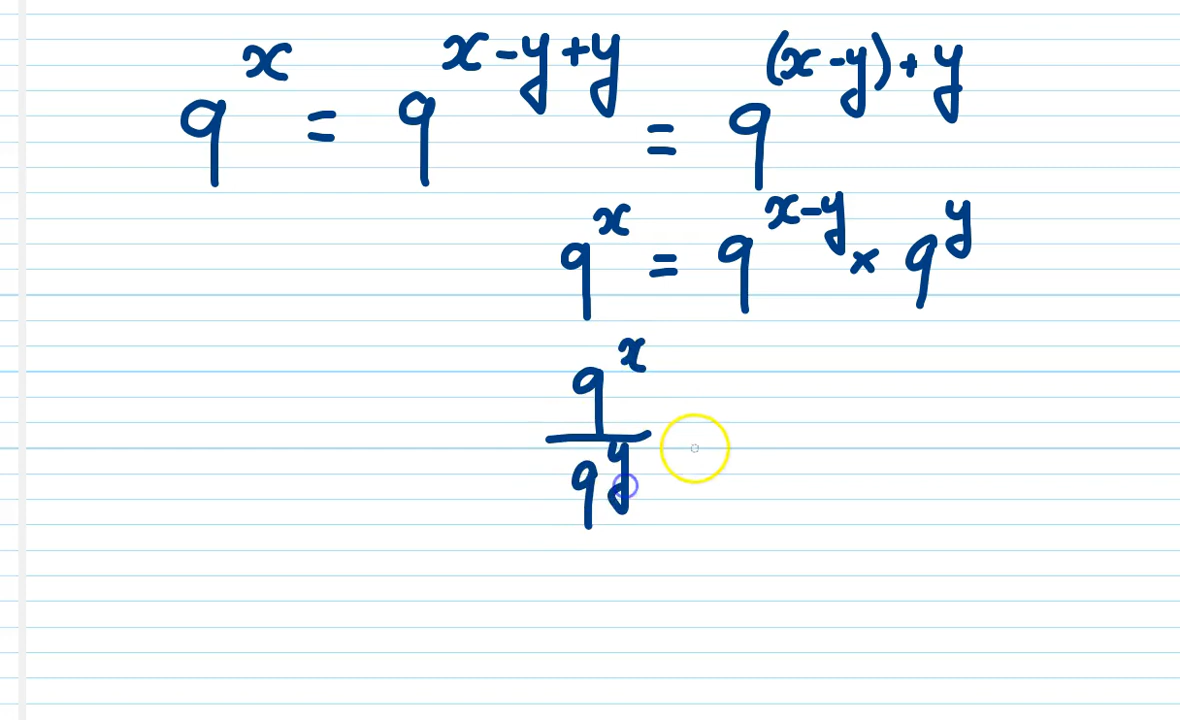 9^x = 9^{x-y+y} = 9^{(x-y)+y}
9^x = 9^{x-y} × 9^y
9^x
9^y